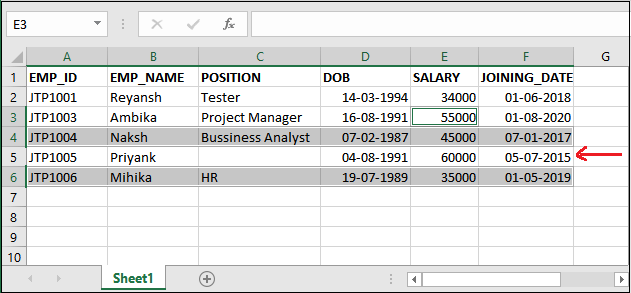 E3 fx
A B C D E F G
1 EMP_ID EMP_NAME POSITION DOB SALARY JOINING_DATE
2 JTP1001 Reyansh Tester 14-03-1994 34000 01-06-2018
3 JTP1003 Ambika Project Manager 16-08-1991 55000 01-08-2020
4 JTP1004 Naksh Bussiness Analyst 07-02-1987 45000 07-01-2017
5 JTP1005 Priyank 04-08-1991 60000 05-07-2015
6 JTP1006 Mihika HR 19-07-1989 35000 01-05-2019
7
8
9
10
Sheet1